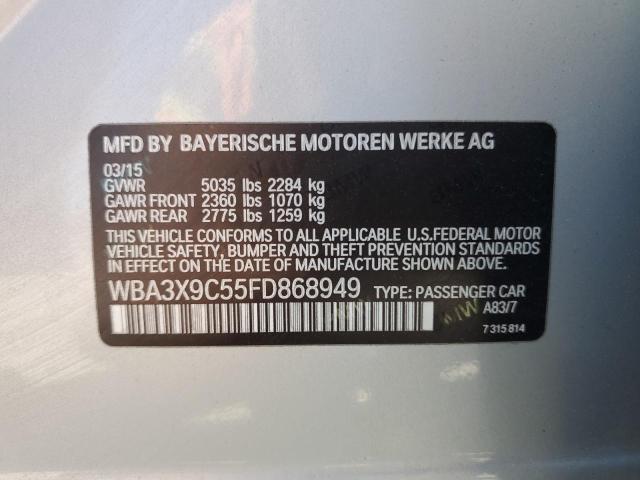 MFD BY BAYERISCHE MOTOREN WERKE AG
03/15
GVWR 5035 lbs 2284 kg
GAWR FRONT 2360 lbs 1070 kg
GAWR REAR 2775 lbs 1259 kg
THIS VEHICLE CONFORMS TO ALL APPLICABLE U.S.FEDERAL MOTOR
VEHICLE SAFETY, BUMPER AND THEFT PREVENTION STANDARDS
IN EFFECT ON THE DATE OF MANUFACTURE SHOWN ABOVE.
WBA3X9C55FD868949 TYPE: PASSENGER CAR
A83/7
7 315 814